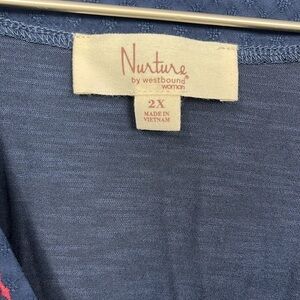 Nurture
by westbound®
woman
2X
MADE IN
VIETNAM